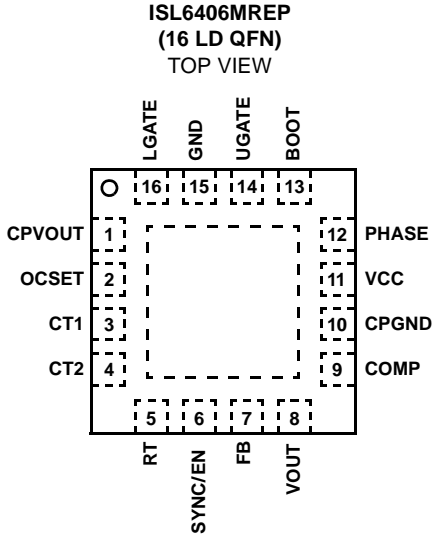 ISL6406MREP
(16 LD QFN)
TOP VIEW
LGATE
GND
UGATE
BOOT
16
15
14
13
CPVOUT 1
12 PHASE
OCSET 2
11 VCC
CT1 3
10 CPGND
CT2 4
9 COMP
5
6
7
8
RT
SYNC/EN
FB
VOUT